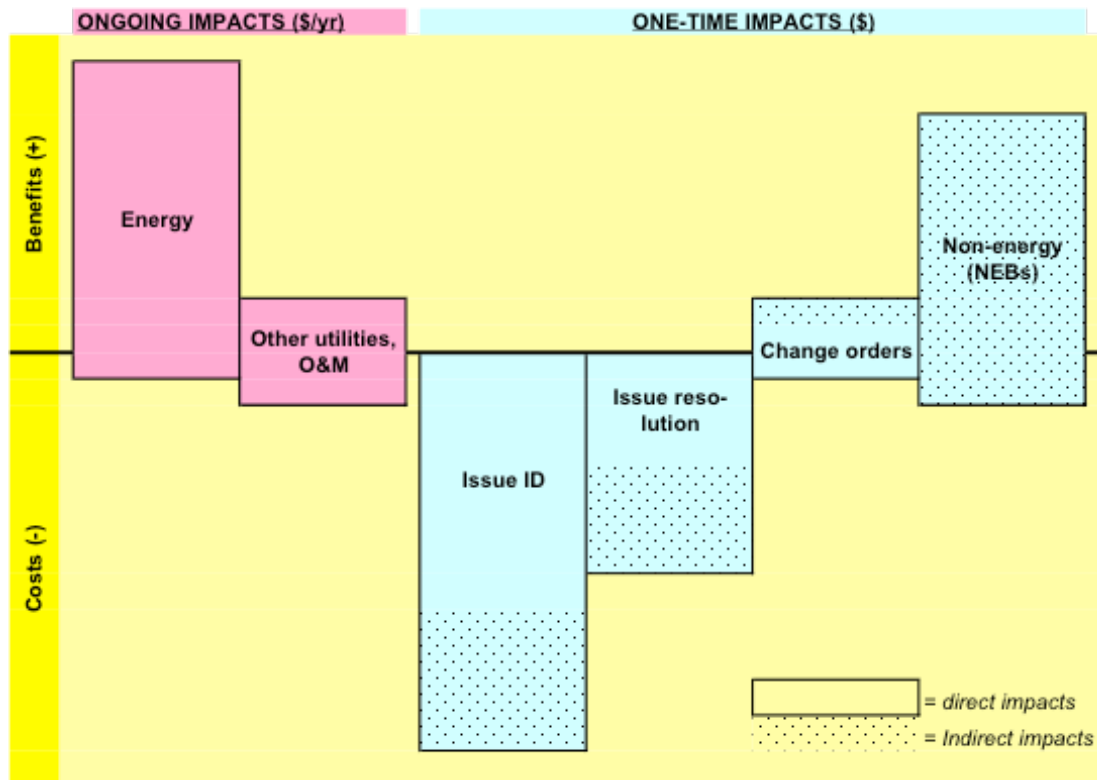 ONGOING IMPACTS ($/yr)
ONE-TIME IMPACTS ($)
Benefits (+)
Costs (-)
Energy
Other utilities,
O&M
Issue ID
Issue reso-
lution
Change orders
Non-energy
(NEBs)
= direct impacts
= Indirect impacts